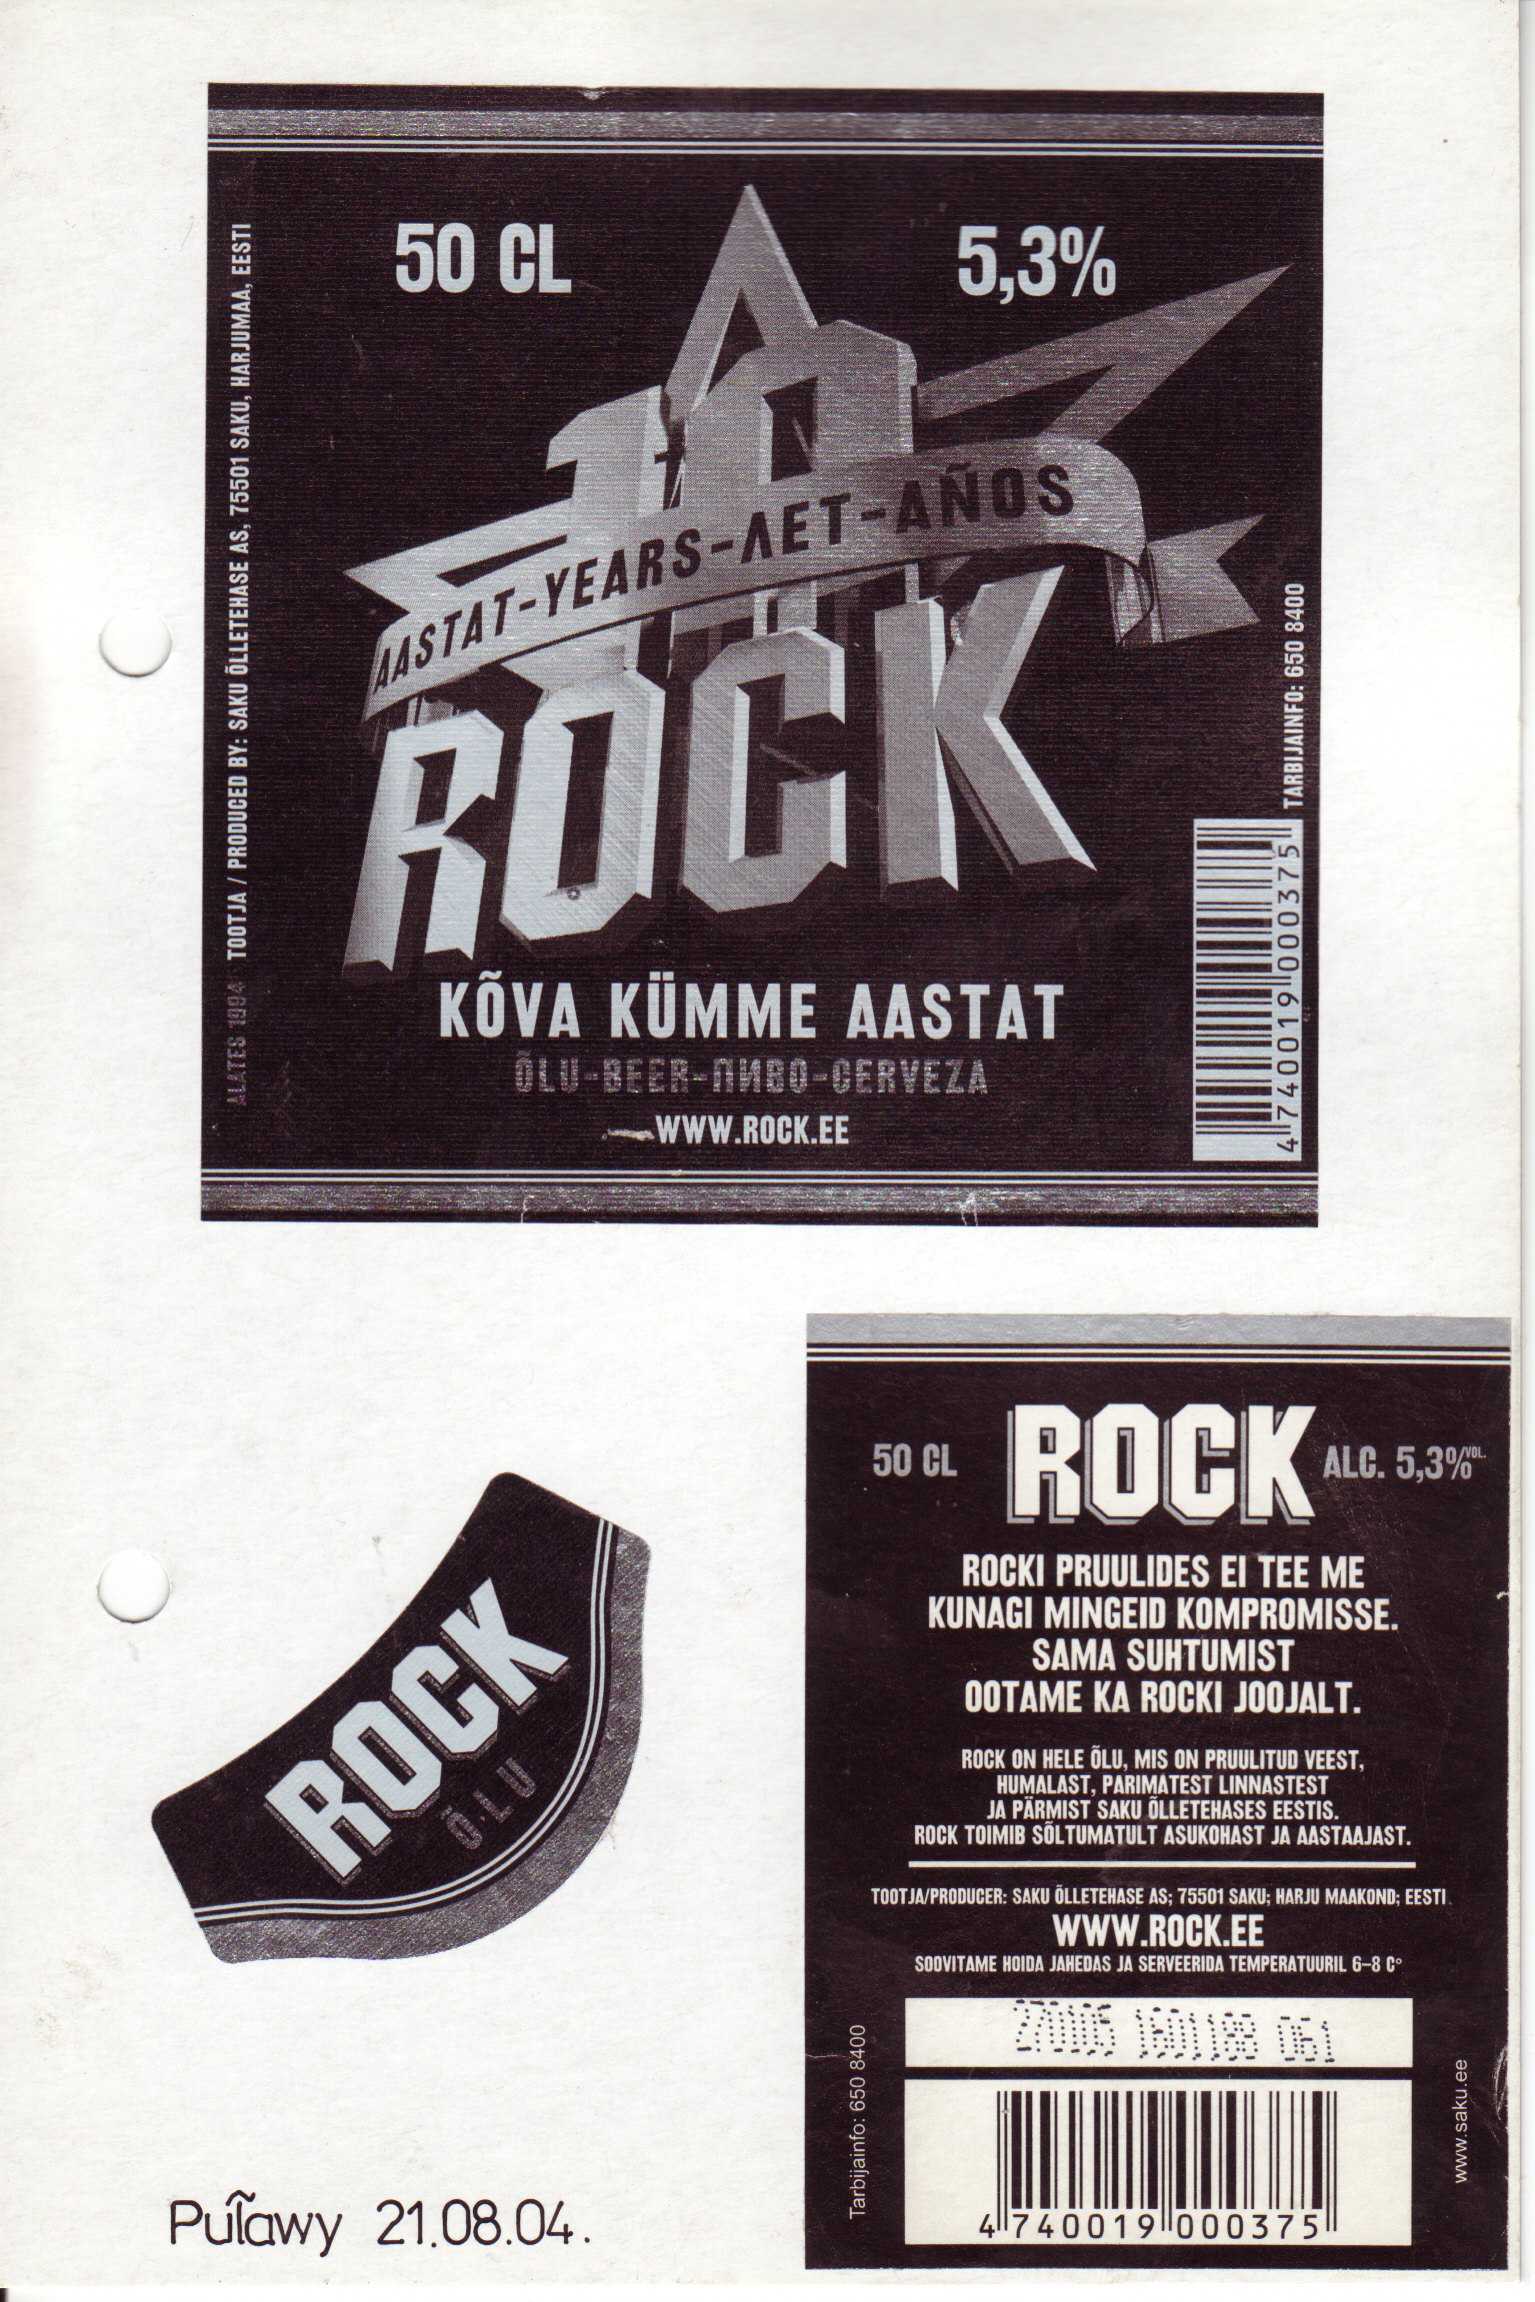 50 CL
5,3%
10
AASTAT-YEARS-ЛЕТ-AÑOS
ROCK
KÕVA KÜMME AASTAT
ÕLU-BEER-ПИВО-CERVEZA
WWW.ROCK.EE
ALATES 1994 TOOTJA / PRODUCED BY: SAKU ÕLLETEHASE AS, 75501 SAKU, HARJUMAA, EESTI
TARBIJAINFO: 650 8400
4 740019 000375
ROCK
ÕLU
50 CL
ROCK
ALC. 5,3% VOL.
ROCKI PRUULIDES EI TEE ME
KUNAGI MINGEID KOMPROMISSE.
SAMA SUHTUMIST
OOTAME KA ROCKI JOOJALT.
ROCK ON HELE ÕLU, MIS ON PRUULITUD VEEST,
HUMALAST, PARIMATEST LINNASTEST
JA PÄRMIST SAKU ÕLLETEHASES EESTIS.
ROCK TOIMIB SÕLTUMATULT ASUKOHAST JA AASTAAJAST.
TOOTJA/PRODUCER: SAKU ÕLLETEHASE AS; 75501 SAKU; HARJU MAAKOND; EESTI
WWW.ROCK.EE
SOOVITAME HOIDA JAHEDAS JA SERVEERIDA TEMPERATUURIL 6–8 C°
270105 1601188 061
Tarbijainfo: 650 8400
www.saku.ee
4 740019 000375
Puławy 21.08.04.